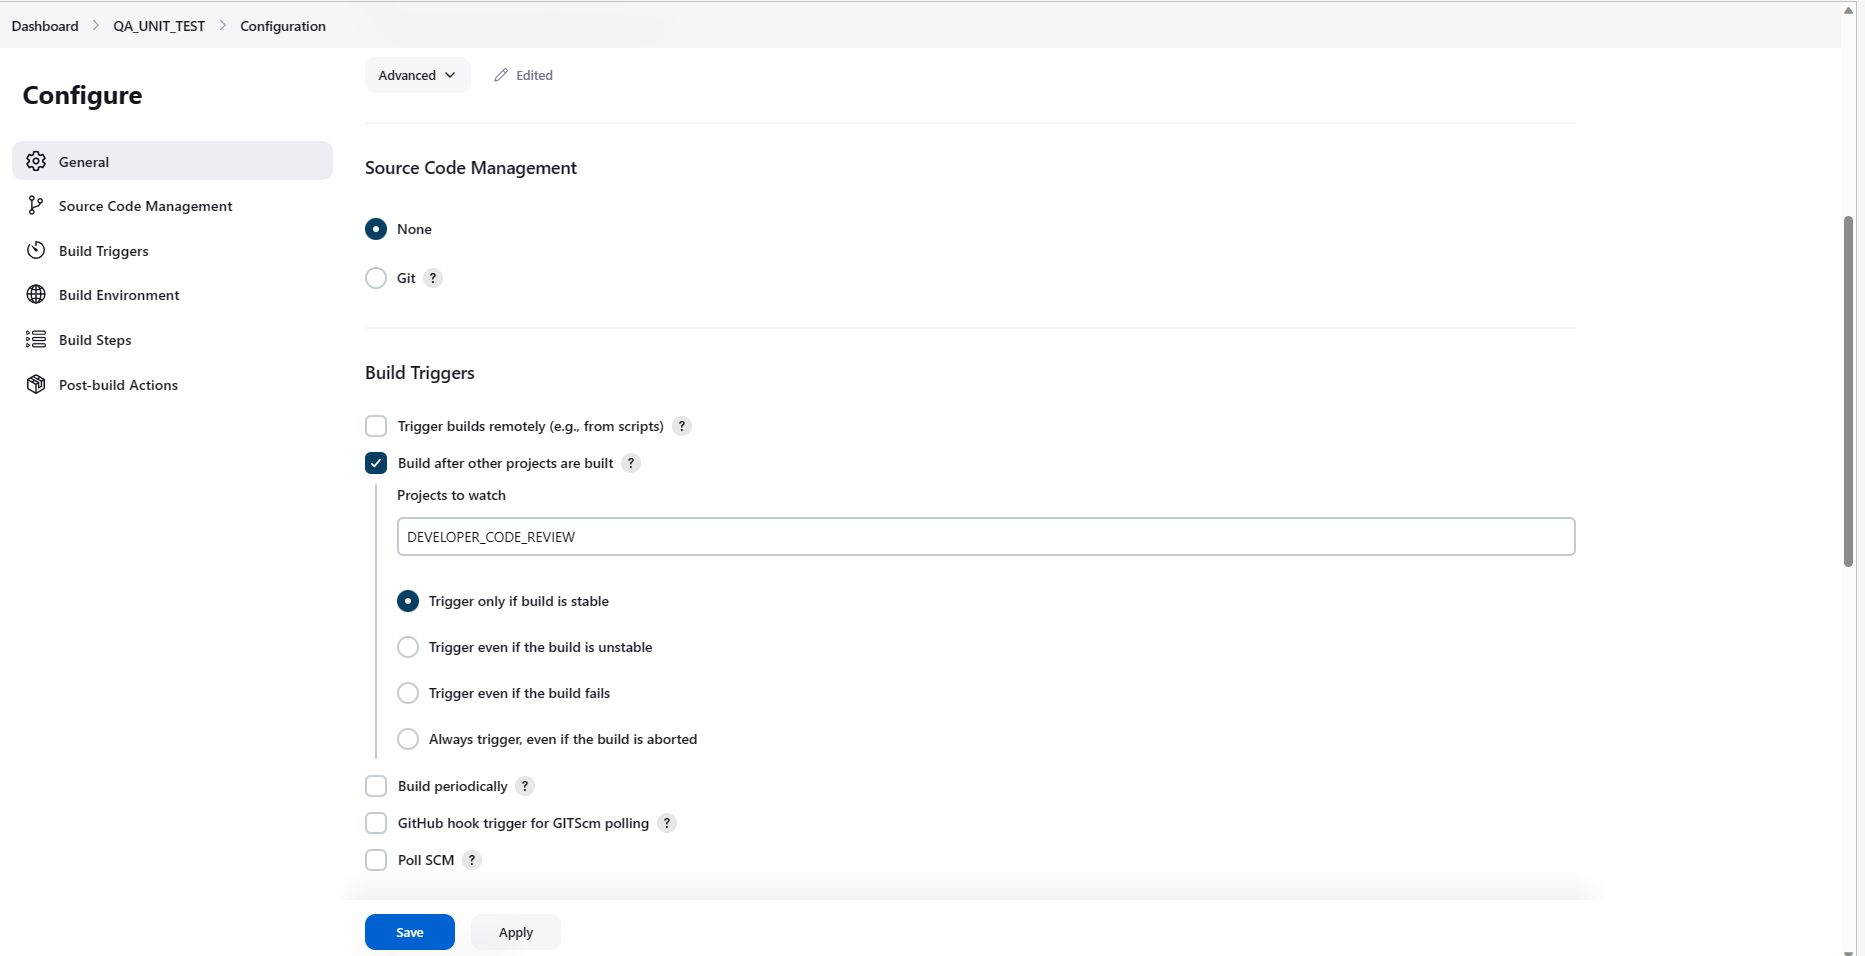 Dashboard > QA_UNIT_TEST > Configuration
Configure
General
Source Code Management
Build Triggers
Build Environment
Build Steps
Post-build Actions
Advanced Edited
Source Code Management
None
Git ?
Build Triggers
Trigger builds remotely (e.g., from scripts) ?
Build after other projects are built ?
Projects to watch
DEVELOPER_CODE_REVIEW
Trigger only if build is stable
Trigger even if the build is unstable
Trigger even if the build fails
Always trigger, even if the build is aborted
Build periodically ?
GitHub hook trigger for GITScm polling ?
Poll SCM ?
Save Apply